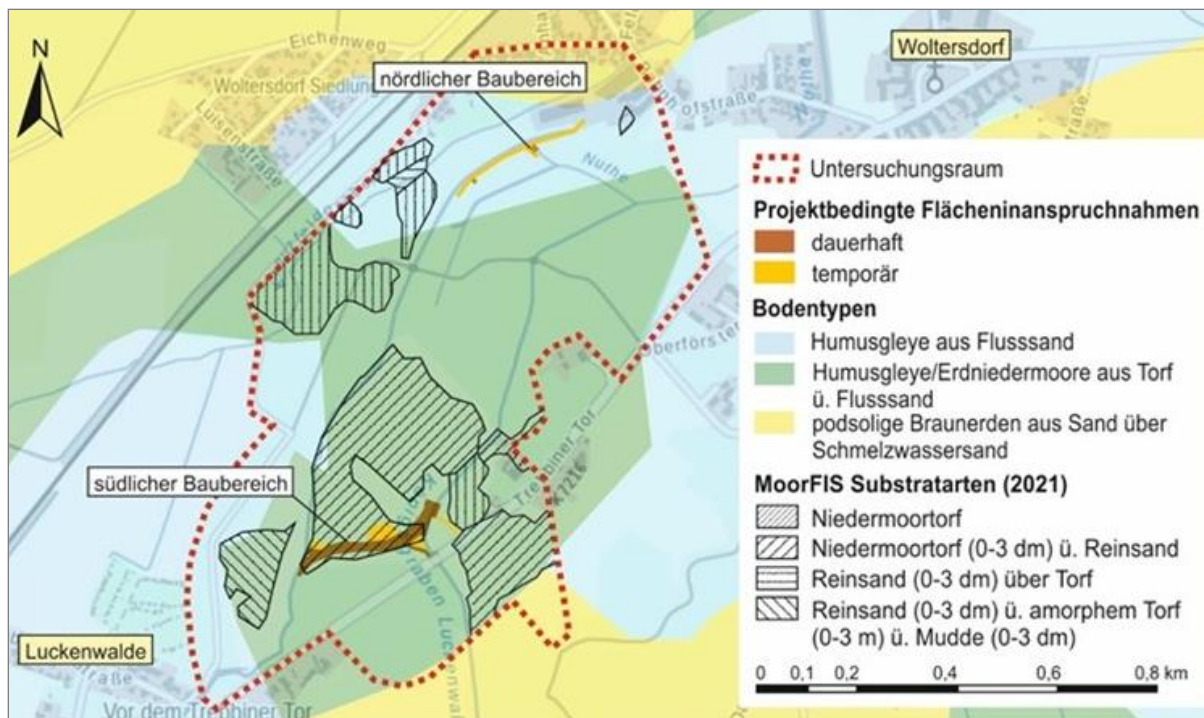 N
Eichenweg
Woltersdorf Siedlung
nördlicher Baubereich
Luisenstraße
Woltersdorf
Nuthe
Nuthe
Untersuchungsraum
Projektbedingte Flächeninanspruchnahmen
dauerhaft
temporär
Bodentypen
Humusgleye aus Flusssand
Humusgleye/Erdniedermoore aus Torf
ü. Flusssand
podsolige Braunerden aus Sand über
Schmelzwassersand
MoorFIS Substratarten (2021)
Niedermoortorf
Niedermoortorf (0-3 dm) ü. Reinsand
Reinsand (0-3 dm) über Torf
Reinsand (0-3 dm) ü. amorphem Torf
(0-3 m) ü. Mudde (0-3 dm)
0 0,1 0,2 0,4 0,6 0,8 km
Oberförster
Trebbiner Tor
südlicher Baubereich
Luckenwalde
Vor dem Trebbiner Tor